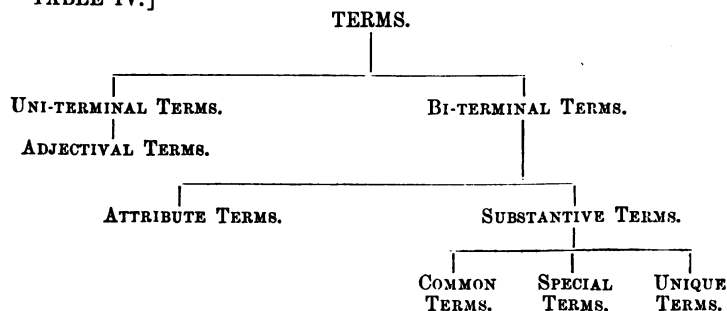 TABLE IV.]
TERMS.
UNI-TERMINAL TERMS. BI-TERMINAL TERMS.
ADJECTIVAL TERMS.
ATTRIBUTE TERMS. SUBSTANTIVE TERMS.
COMMON SPECIAL UNIQUE
TERMS. TERMS. TERMS.